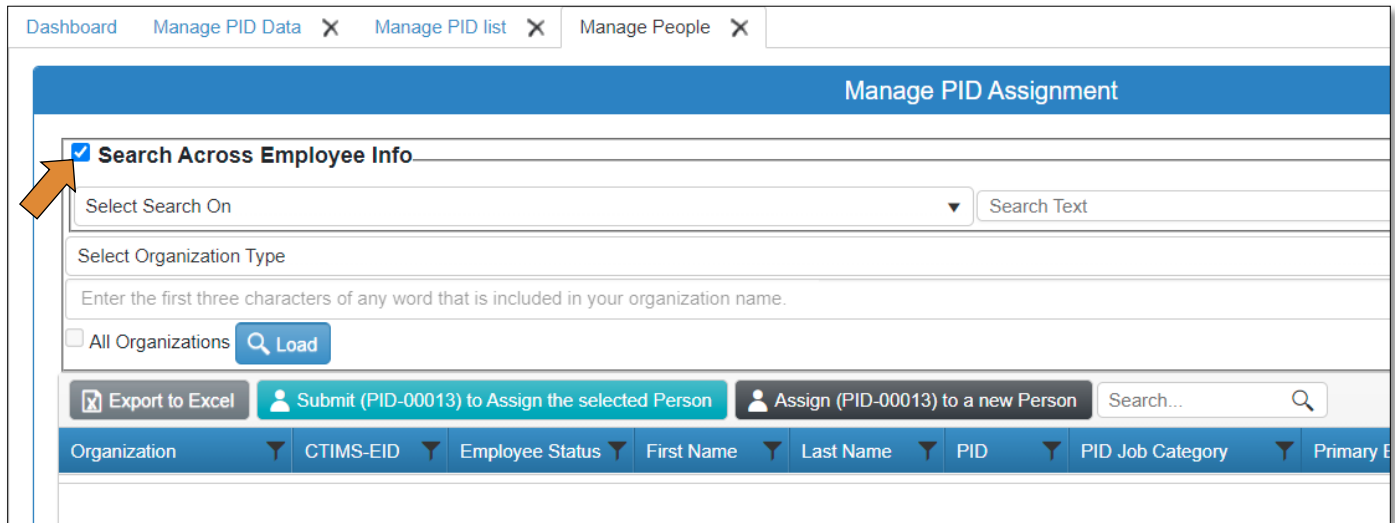 Dashboard Manage PID Data Manage PID list Manage People
Manage PID Assignment
Search Across Employee Info
Select Search On Search Text
Select Organization Type
Enter the first three characters of any word that is included in your organization name.
All Organizations Load
Export to Excel Submit (PID-00013) to Assign the selected Person Assign (PID-00013) to a new Person Search...
Organization CTIMS-EID Employee Status First Name Last Name PID PID Job Category Primary